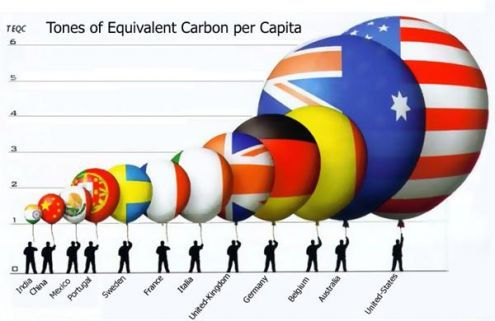 TEQC
Tones of Equivalent Carbon per Capita
6
5
4
3
2
1
0
India
China
Mexico
Portugal
Sweden
France
Italia
United-Kingdom
Germany
Belgium
Australia
United-States